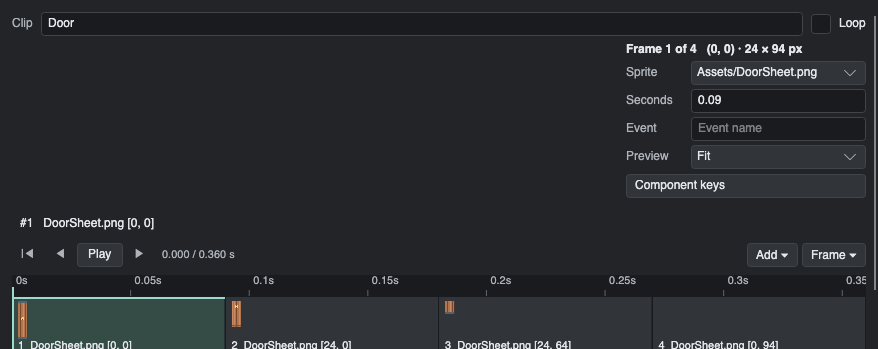 Clip Door Loop
Frame 1 of 4 (0, 0) · 24 × 94 px
Sprite Assets/DoorSheet.png
Seconds 0.09
Event Event name
Preview Fit
Component keys
#1 DoorSheet.png [0, 0]
Play 0.000 / 0.360 s Add Frame
0s 0.05s 0.1s 0.15s 0.2s 0.25s 0.3s 0.35
1 DoorSheet.png [0, 0] 2 DoorSheet.png [24, 0] 3 DoorSheet.png [24, 64] 4 DoorSheet.png [0, 94]